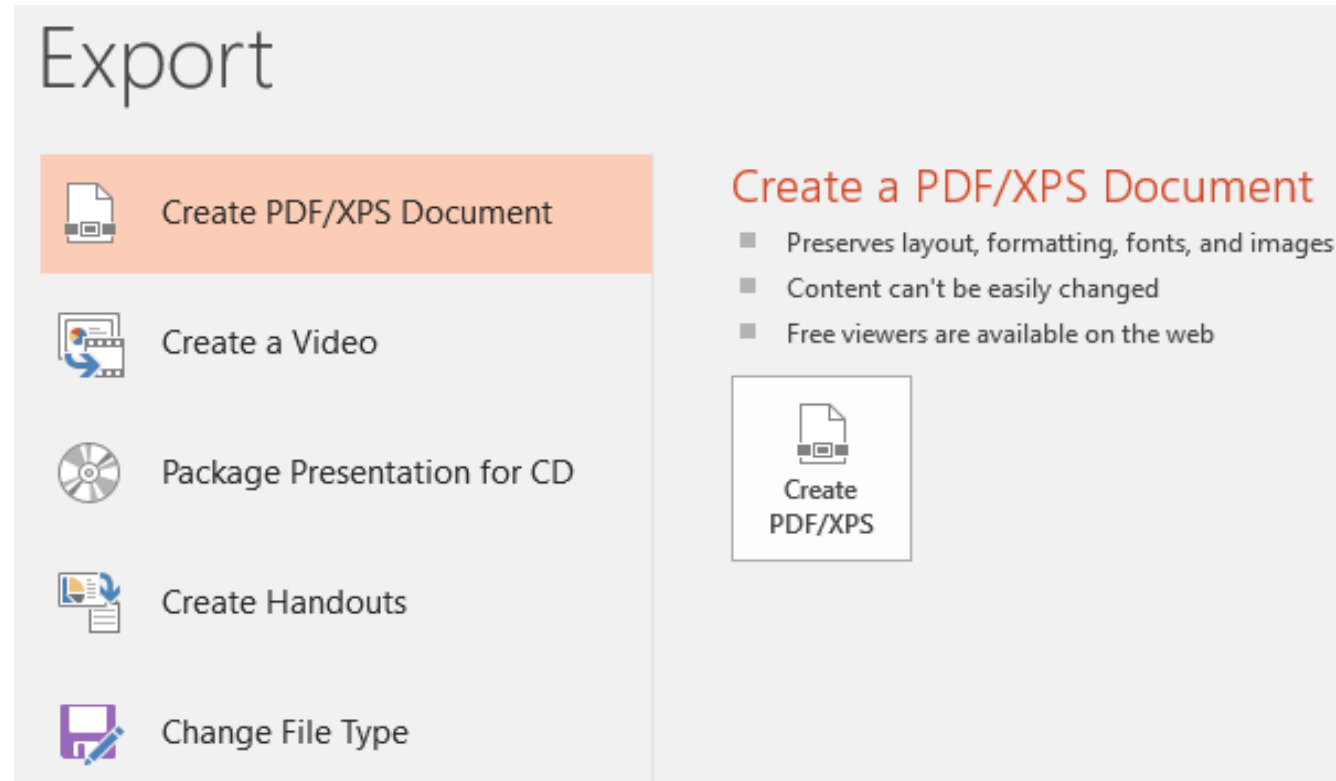 Export
Create PDF/XPS Document
Create a Video
Package Presentation for CD
Create Handouts
Change File Type
Create a PDF/XPS Document
Preserves layout, formatting, fonts, and images
Content can't be easily changed
Free viewers are available on the web
Create
PDF/XPS